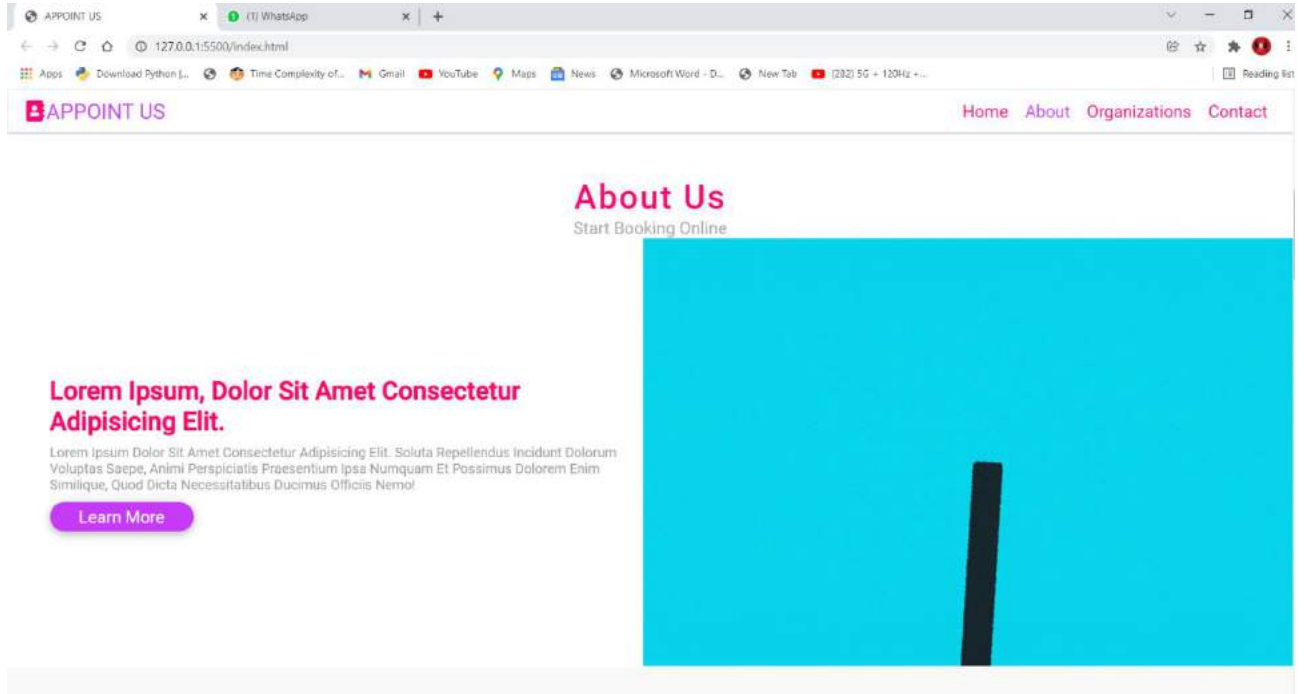 APPOINT US
(1) WhatsApp
127.0.0.1:5500/index.html
Apps Download Python |... Time Complexity of... Gmail YouTube Maps News Microsoft Word - D... New Tab (282) 5G + 120Hz +... Reading list
APPOINT US Home About Organizations Contact
About Us
Start Booking Online
Lorem Ipsum, Dolor Sit Amet Consectetur
Adipisicing Elit.
Lorem Ipsum Dolor Sit Amet Consectetur Adipisicing Elit. Soluta Repellendus Incidunt Dolorum
Voluptas Saepe, Animi Perspiciatis Praesentium Ipsa Numquam Et Possimus Dolorem Enim
Similique, Quod Dicta Necessitatibus Ducimus Officiis Nemo!
Learn More